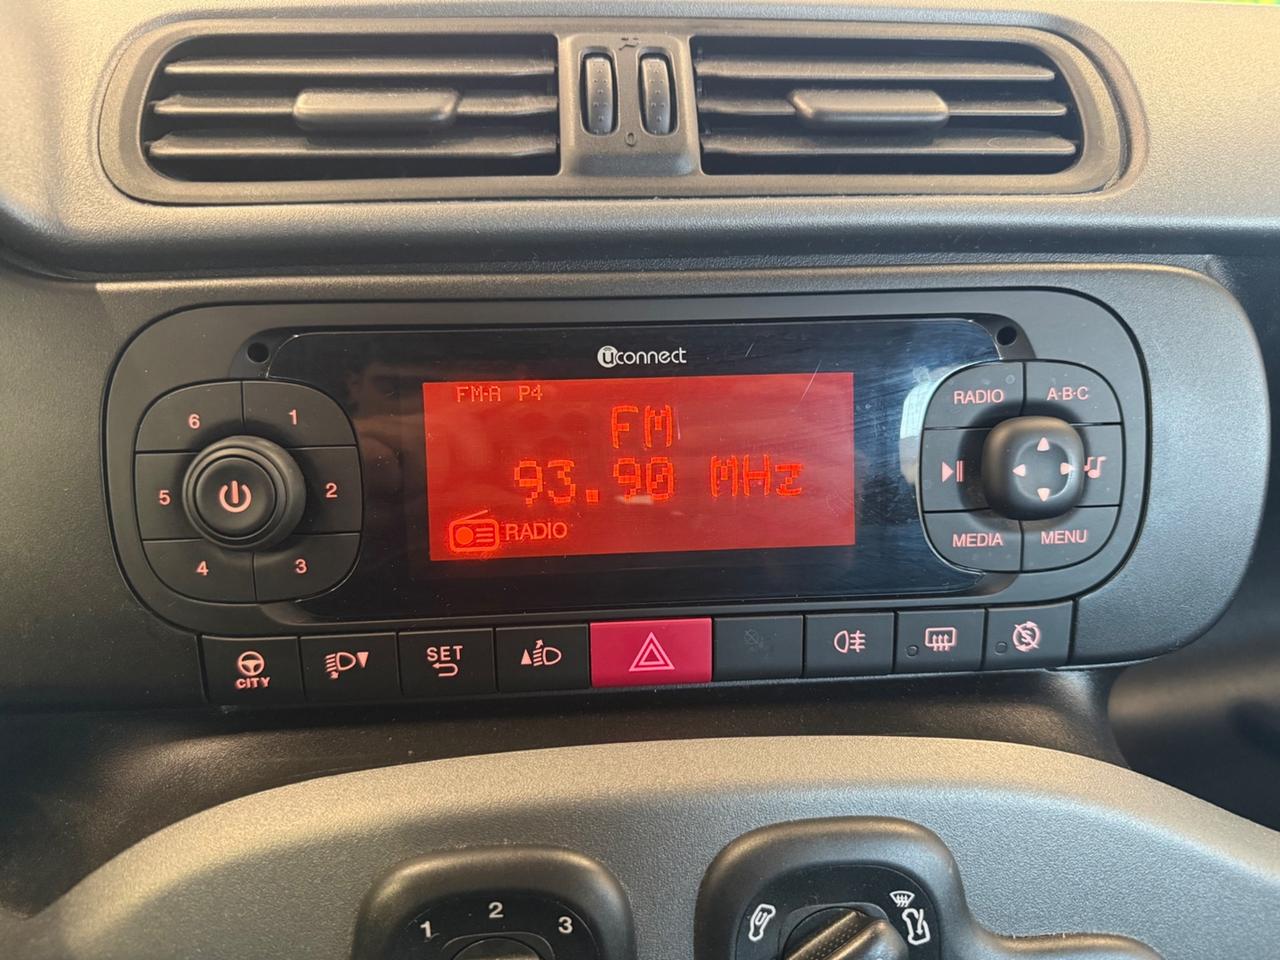 0
uconnect
FM-A P4
FM
93.90 MHz
RADIO
6
1
5
2
4
3
RADIO
A·B·C
MEDIA
MENU
CITY
SET
1
2
3